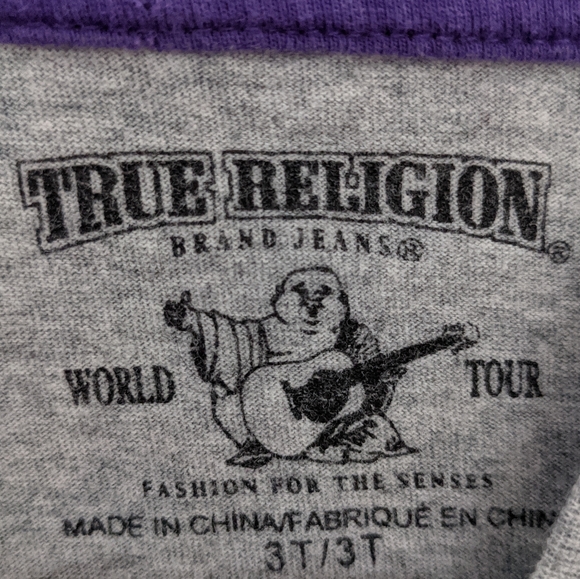 TRUE RELIGION®
BRAND JEANS®
WORLD TOUR
FASHION FOR THE SENSES
MADE IN CHINA/FABRIQUÉ EN CHIN
3T/3T